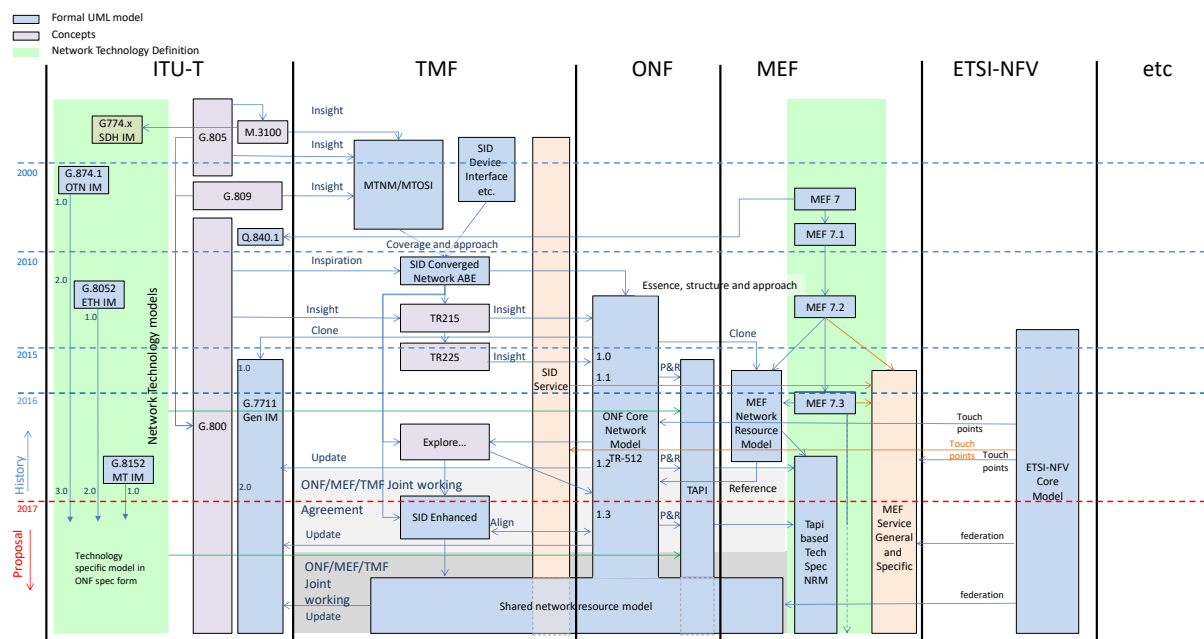 Formal UML model
Concepts
Network Technology Definition
ITU-T
TMF
ONF
MEF
ETSI-NFV
etc
G774.x
SDH IM
G.805
M.3100
Insight
Insight
MTNM/MTOSI
SID
Device
Interface
etc.
2000
G.874.1
OTN IM
1.0
G.809
Insight
MEF 7
Q.840.1
MEF 7.1
Coverage and approach
2010
Inspiration
SID Converged
Network ABE
2.0
G.8052
ETH IM
1.0
Essence, structure and approach
MEF 7.2
Insight
TR215
Insight
Clone
Clone
2015
TR225
Insight
1.0
1.0
P&R
1.1
SID
Service
Network Technology models
G.7711
Gen IM
2016
MEF
Network
Resource
Model
MEF 7.3
G.800
ONF Core
Network
Model
TR-512
Touch
points
Explore...
Touch
points
Touch
points
History
G.8152
MT IM
Update
1.2
P&R
ETSI-NFV
Core
Model
3.0
2.0
1.0
2.0
ONF/MEF/TMF Joint working
Agreement
TAPI
Reference
2017
SID Enhanced
Align
1.3
P&R
MEF
Service
General
and
Specific
Tapi
based
Tech
Spec
NRM
Update
federation
Proposal
Technology
specific model in
ONF spec form
ONF/MEF/TMF
Joint
working
Update
Shared network resource model
federation